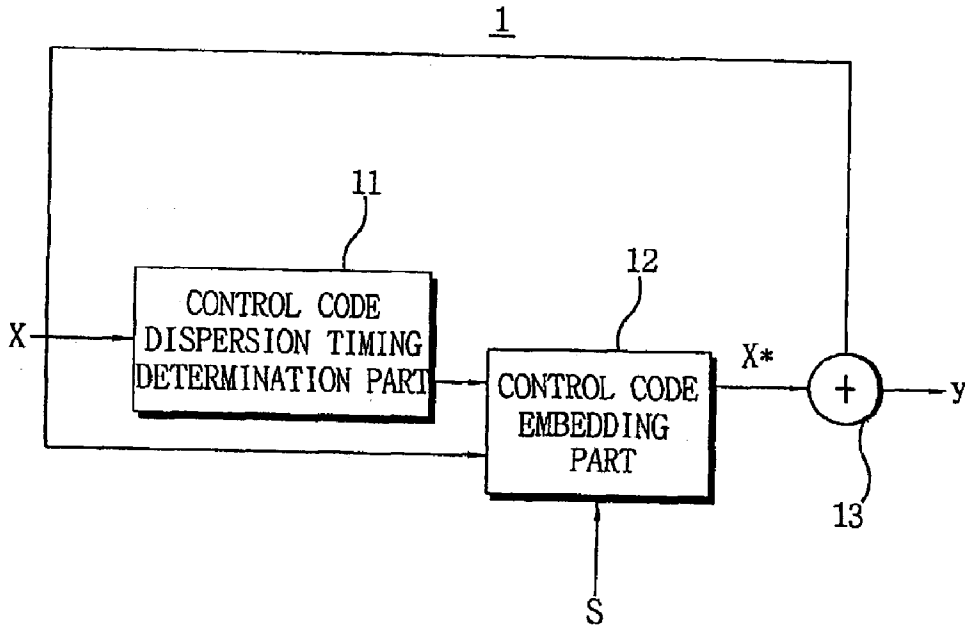 1
11
CONTROL CODE
DISPERSION TIMING
DETERMINATION PART
X
12
CONTROL CODE
EMBEDDING
PART
X*
+
y
13
S